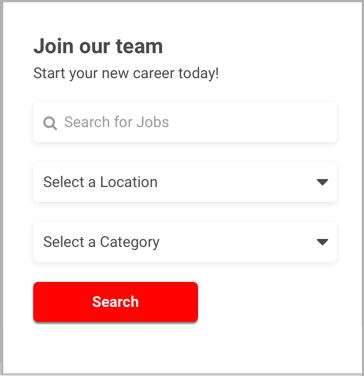 Join our team
Start your new career today!
Search for Jobs
Select a Location
Select a Category
Search